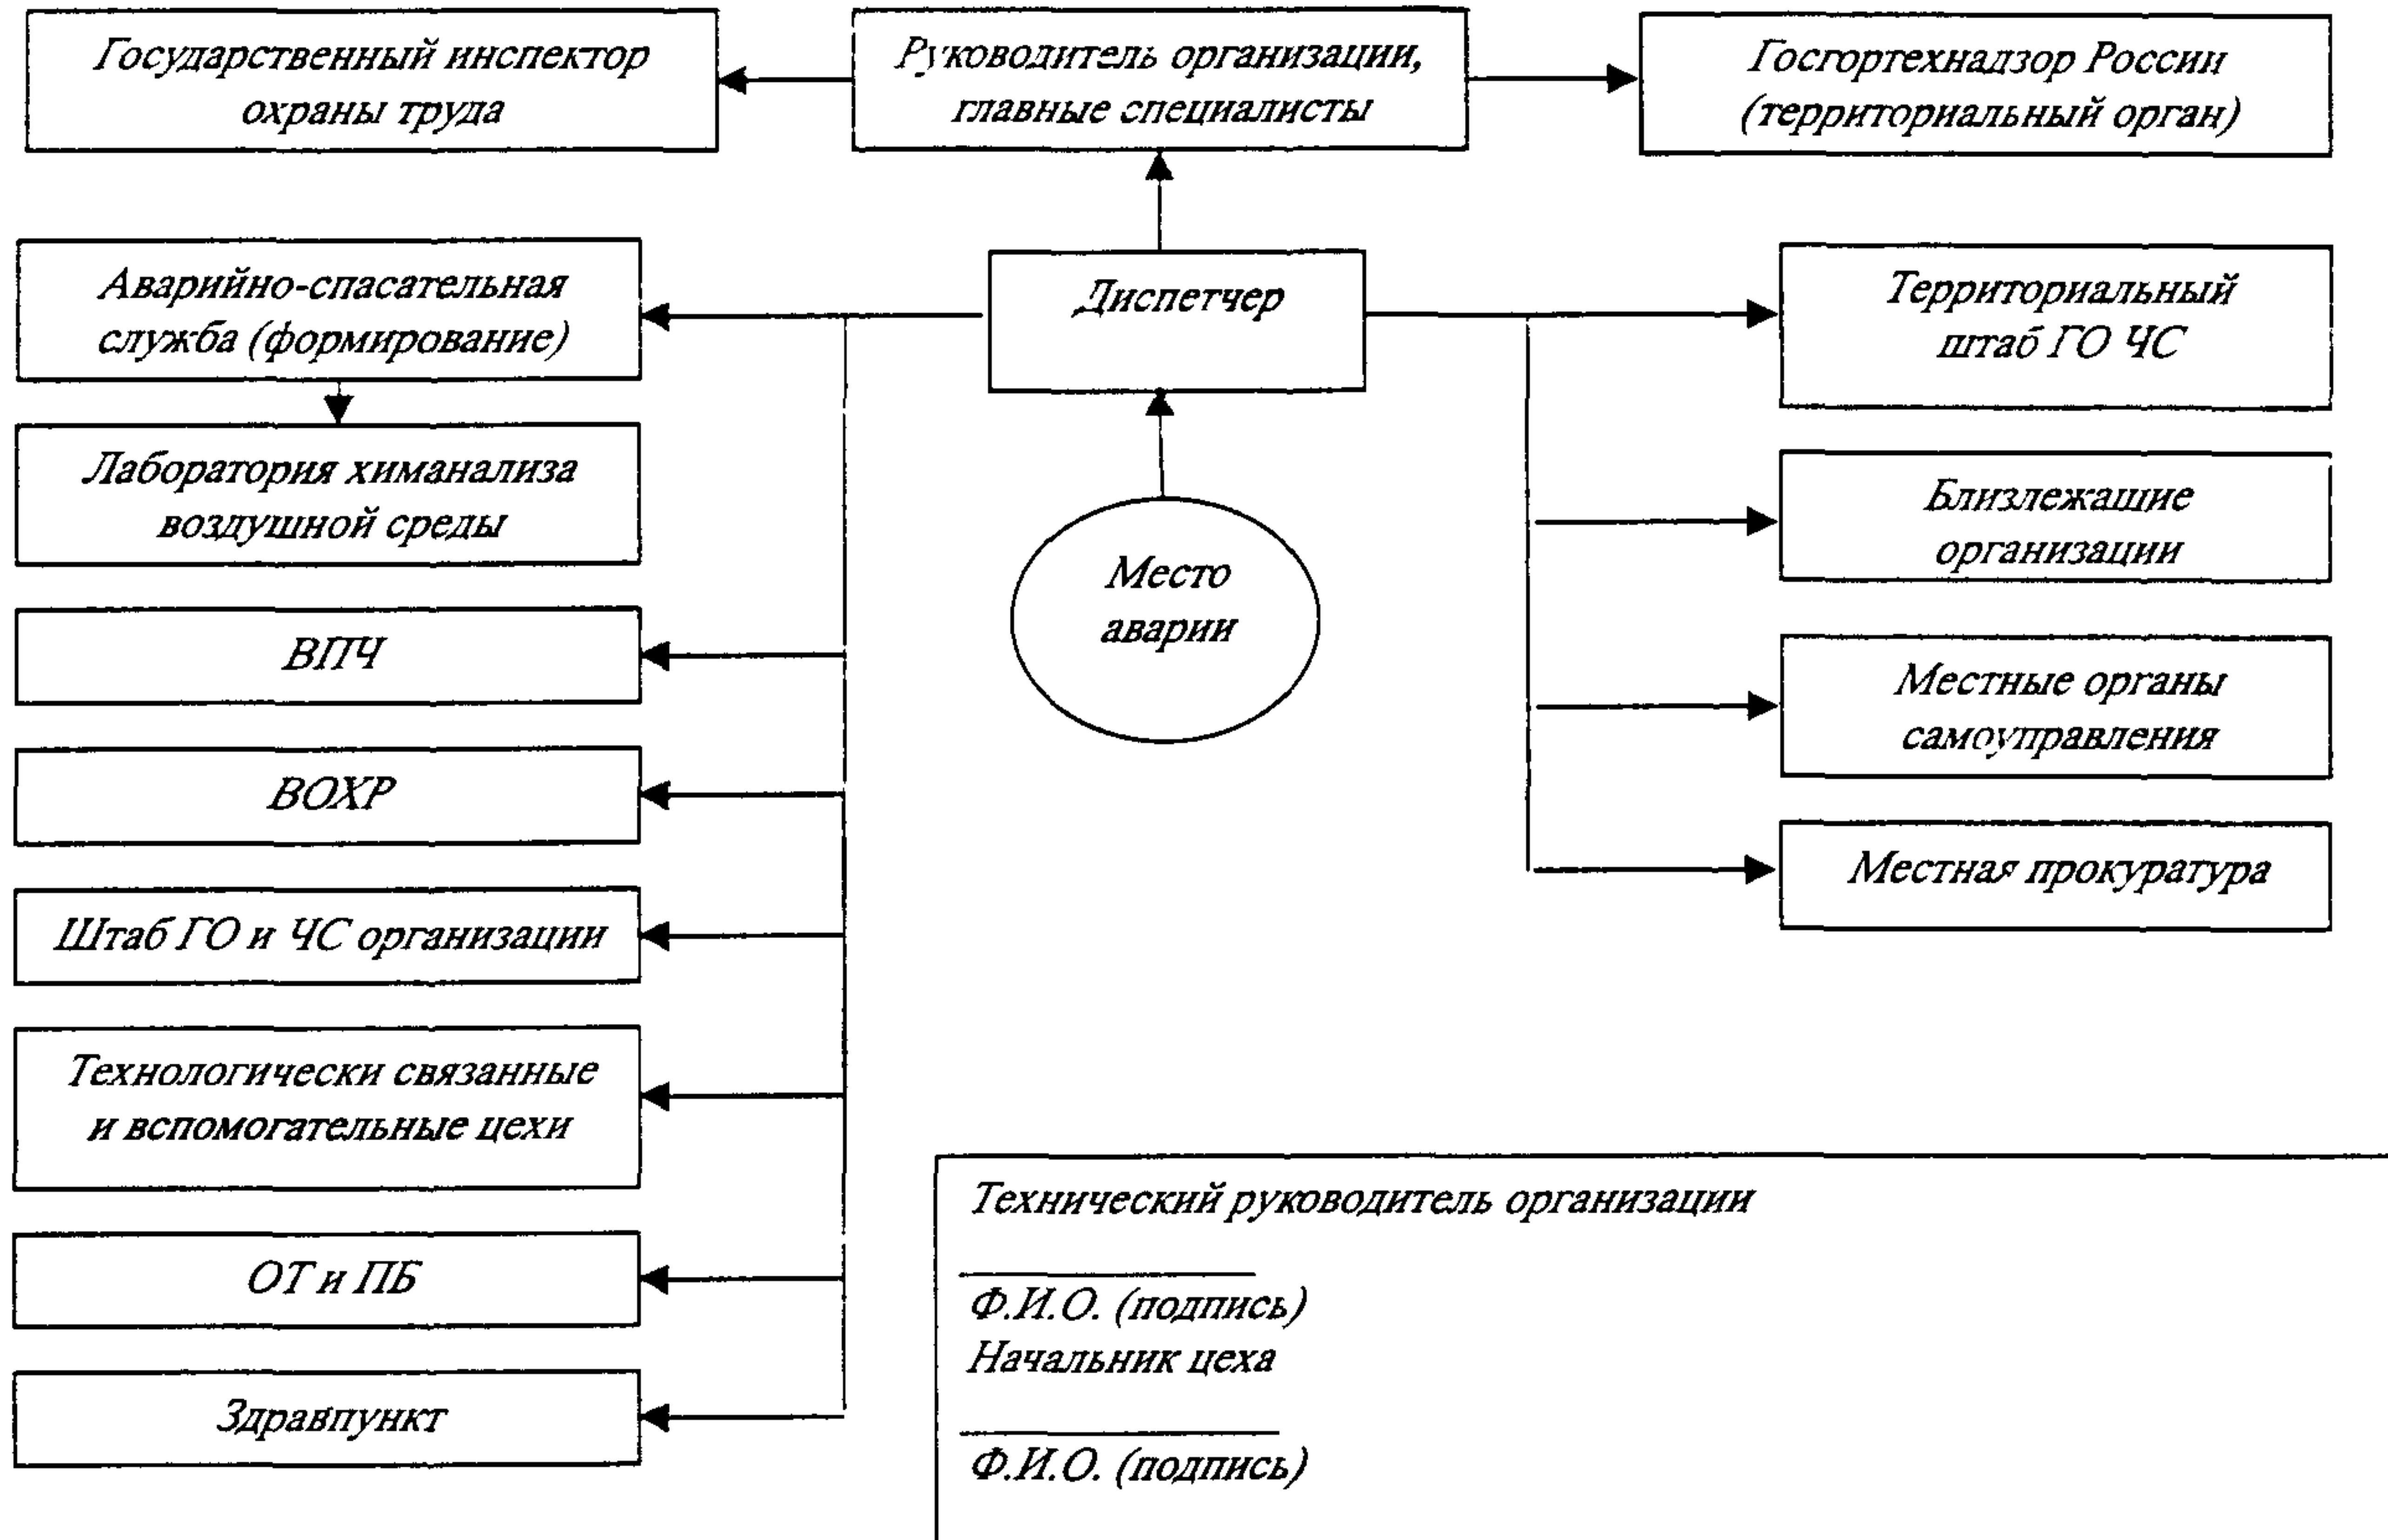 Государственный инспектор
охраны труда
Руководитель организации,
главные специалисты
Госгортехнадзор России
(территориальный орган)
Аварийно-спасательная
служба (формирование)
Диспетчер
Территориальный
штаб ГО ЧС
Лаборатория химанализа
воздушной среды
Близлежащие
организации
Место
аварии
ВПЧ
Местные органы
самоуправления
ВОХР
Местная прокуратура
Штаб ГО и ЧС организации
Технологически связанные
и вспомогательные цехи
ОТ и ПБ
Здравпункт
Технический руководитель организации
Ф.И.О. (подпись)
Начальник цеха
Ф.И.О. (подпись)